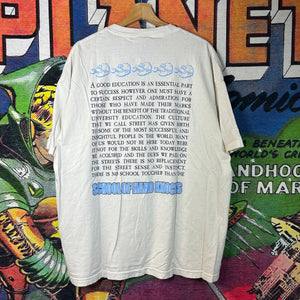 PLANET
A GOOD EDUCATION IS AN ESSENTIAL PART
TO SUCCESS. HOWEVER, ONE MUST HAVE A
CERTAIN RESPECT AND ADMIRATION FOR
THOSE WHO HAVE MADE THEIR MARKS
WITHOUT THE BENEFIT OF THE TRADITIONAL
UNIVERSITY EDUCATION. THE CULTURE
THAT WE CALL STREET HAS GIVEN BIRTH
TO SOME OF THE MOST SUCCESSFUL AND
INSIGHTFUL PEOPLE IN THE WORLD. MANY
OF US WOULD NOT BE HERE TODAY WERE
IT NOT FOR THE SKILLS AND KNOWLEDGE
WE ACQUIRED AND THE DUES WE PAID ON
THE STREETS. THERE IS NO REPLACEMENT
FOR THE STREET SENSE AND INSTINCT
THERE IS NO SCHOOL TOUGHER THAN THE
SCHOOL OF HARD KNOCKS
A BENEATH
WORLD'S
OF MAR